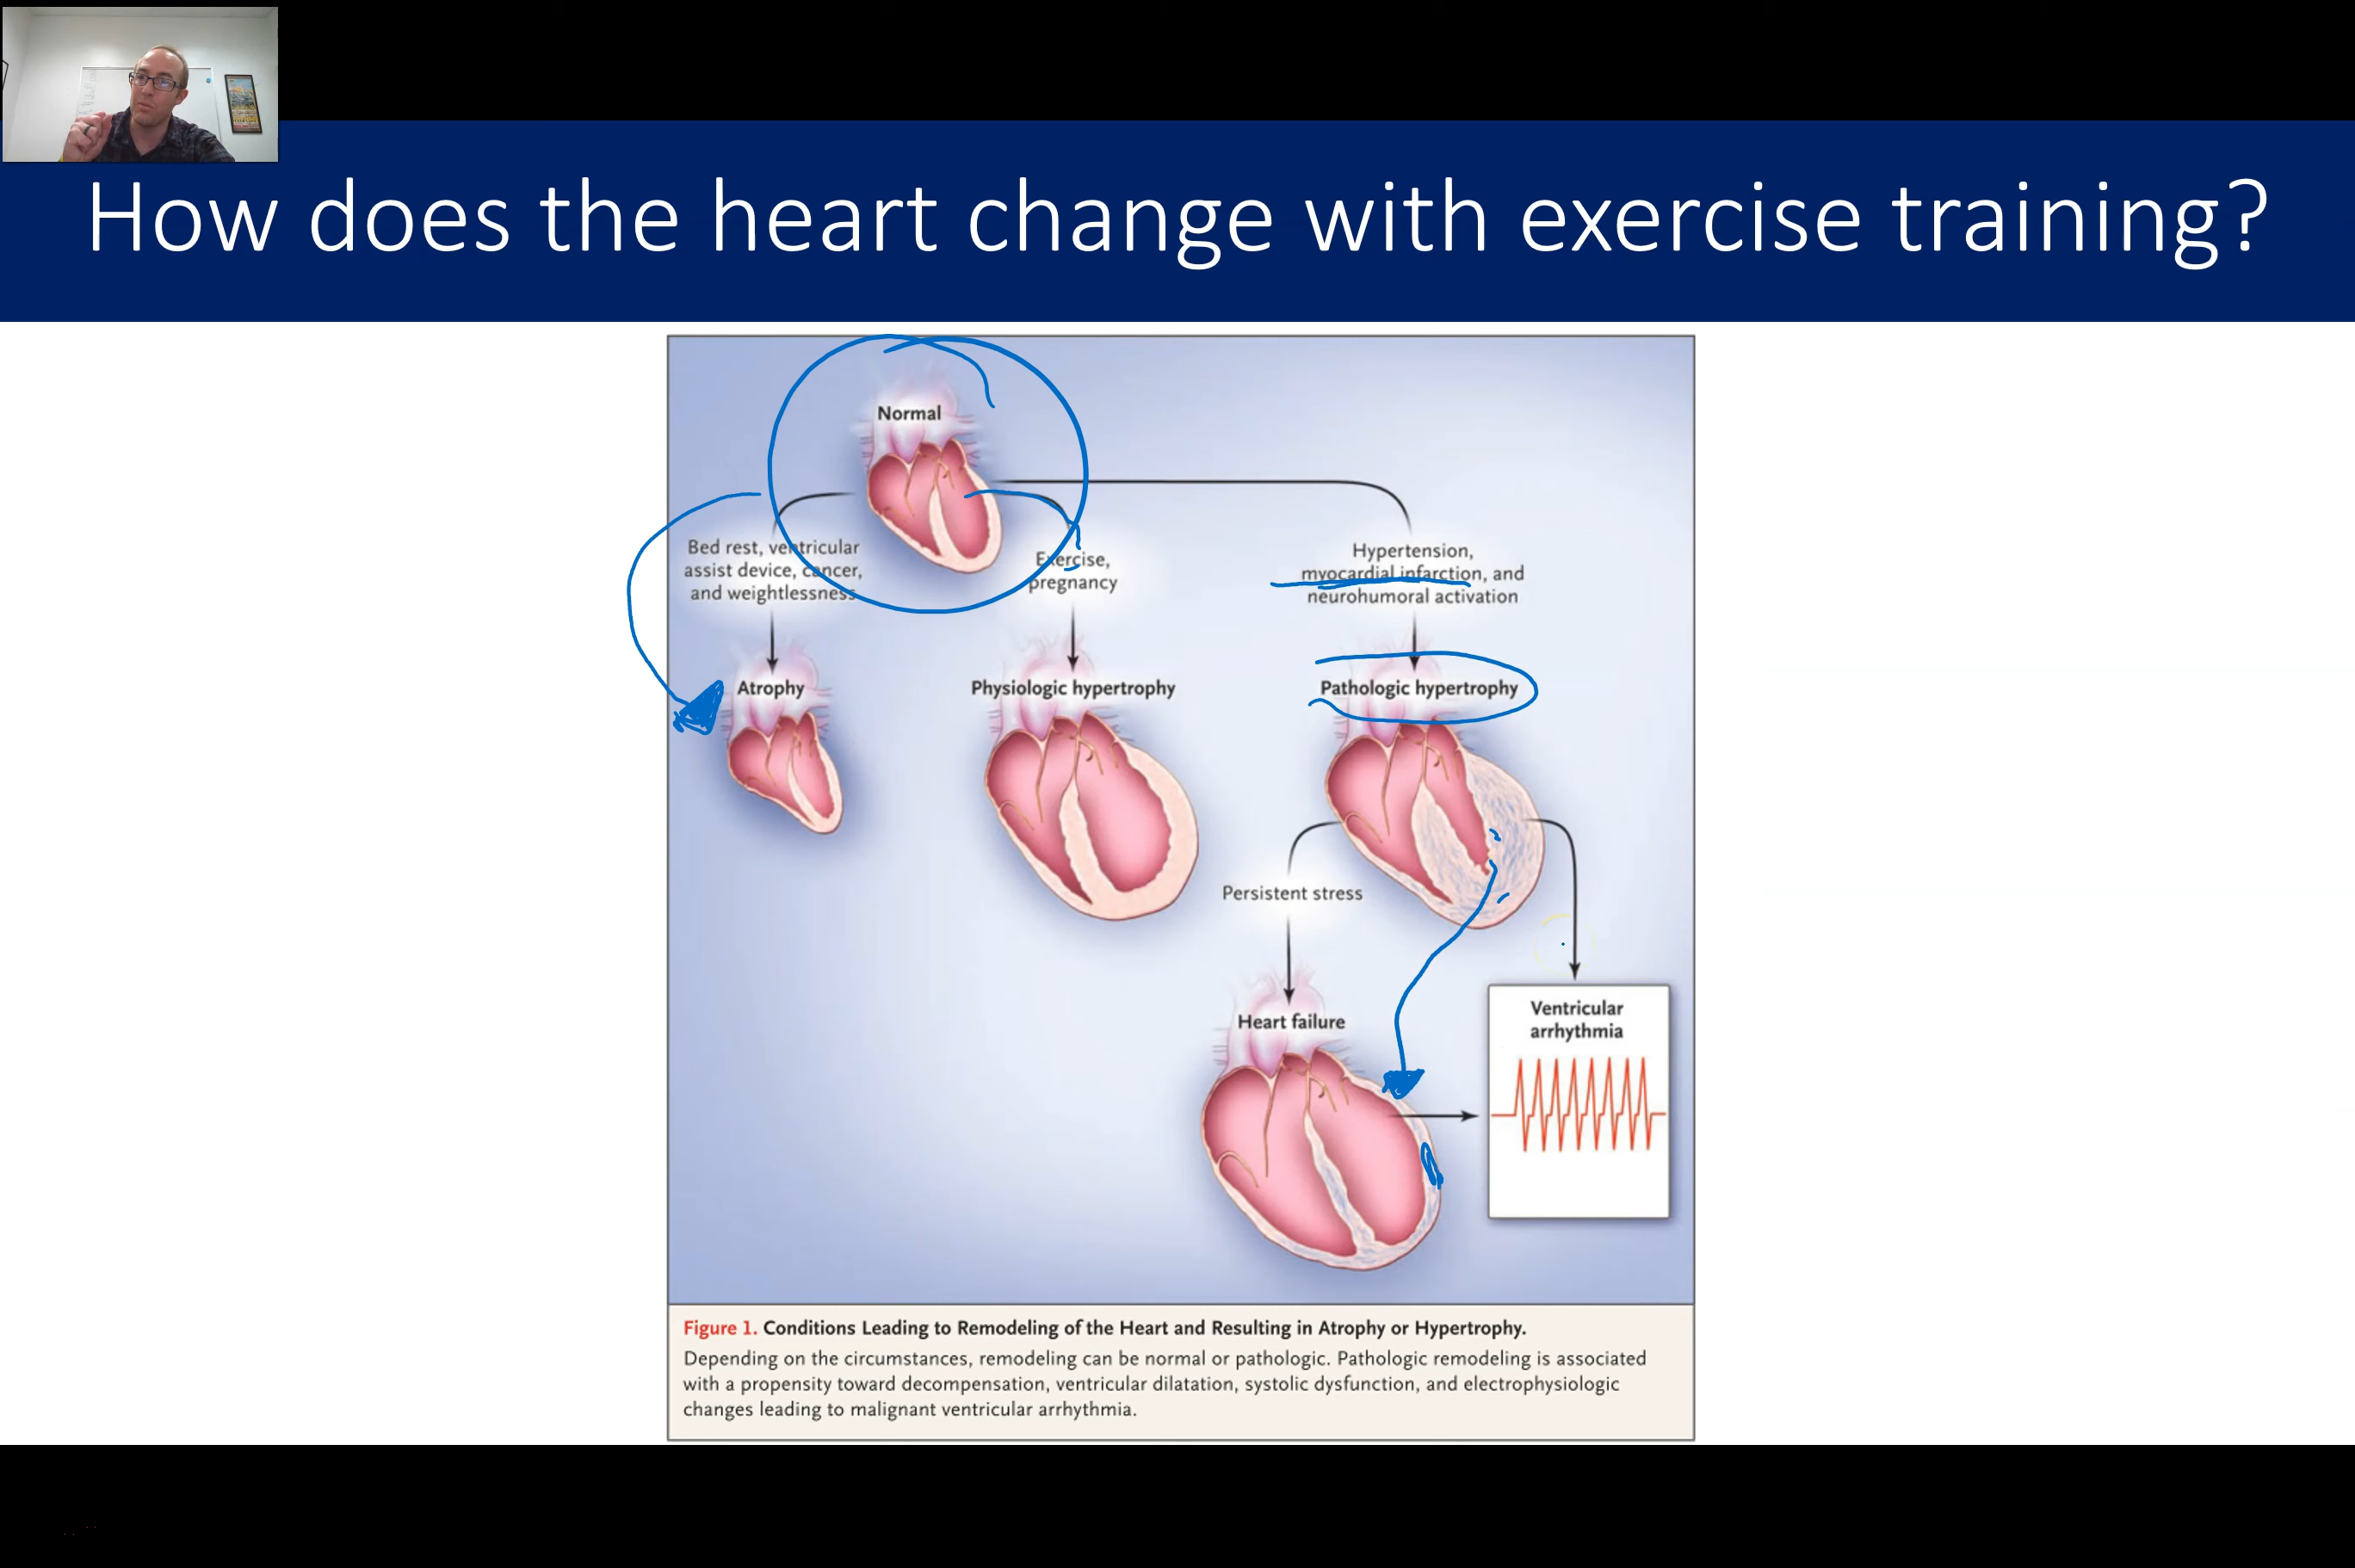 How does the heart change with exercise training?
Normal
Bed rest, ventricular
assist device, cancer,
and weightlessness
Exercise,
pregnancy
Hypertension,
myocardial infarction, and
neurohumoral activation
Atrophy
Physiologic hypertrophy
Pathologic hypertrophy
Persistent stress
Heart failure
Ventricular
arrhythmia
Figure 1. Conditions Leading to Remodeling of the Heart and Resulting in Atrophy or Hypertrophy.
Depending on the circumstances, remodeling can be normal or pathologic. Pathologic remodeling is associated
with a propensity toward decompensation, ventricular dilatation, systolic dysfunction, and electrophysiologic
changes leading to malignant ventricular arrhythmia.